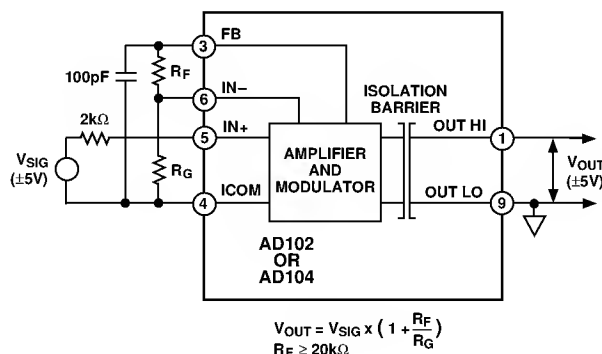 FB
3
100pF
RF
IN–
6
ISOLATION
BARRIER
2kΩ
IN+
5
OUT HI
1
VSIG
(±5V)
RG
AMPLIFIER
AND
MODULATOR
VOUT
(±5V)
ICOM
4
OUT LO
9
AD102
OR
AD104
VOUT = VSIG x (1 + RF/RG)
RF ≥ 20kΩ